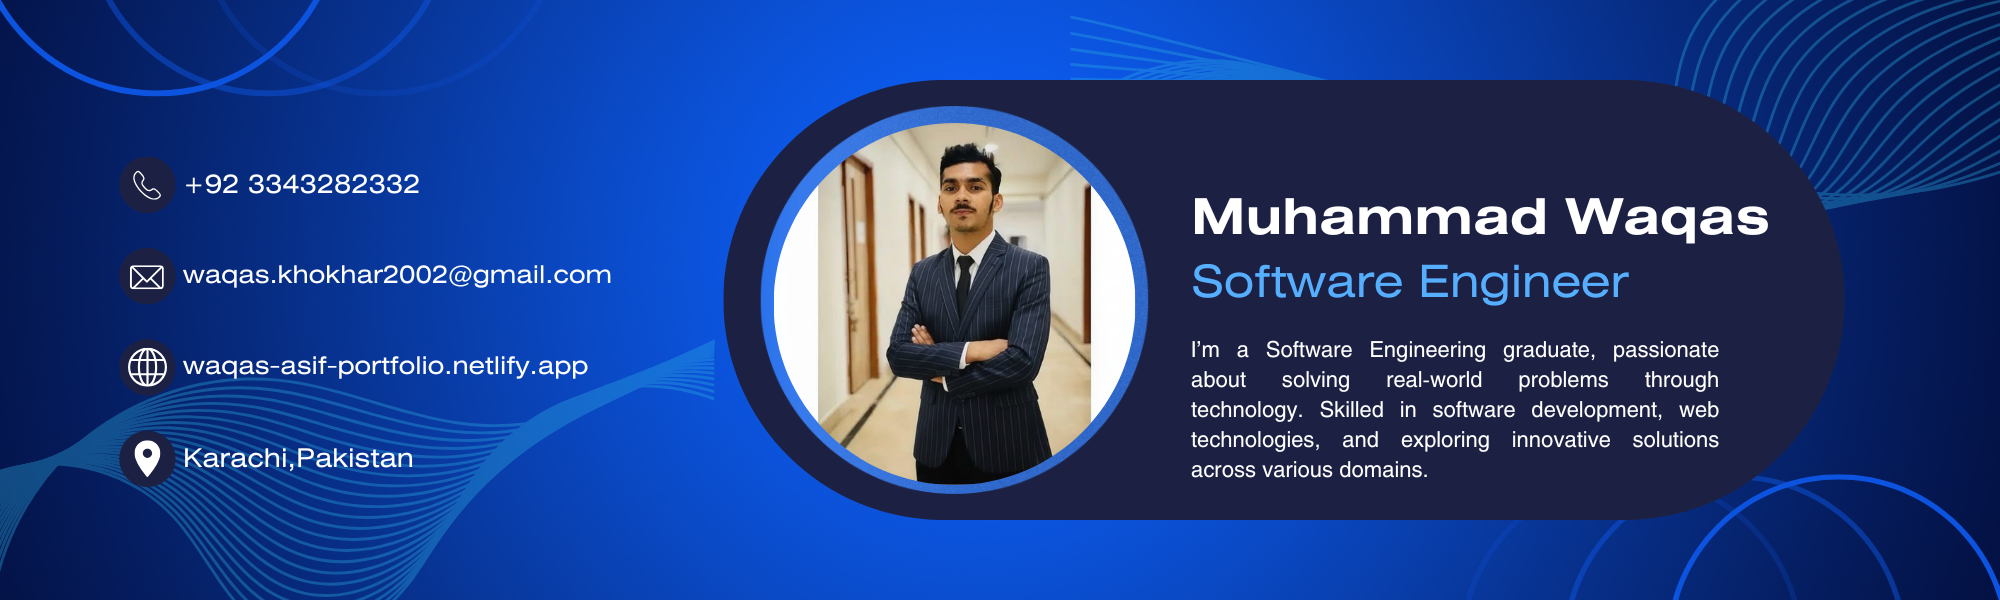 +92 3343282332
waqas.khokhar2002@gmail.com
waqas-asif-portfolio.netlify.app
Karachi,Pakistan
Muhammad Waqas
Software Engineer
I'm a Software Engineering graduate, passionate
about solving real-world problems through
technology. Skilled in software development, web
technologies, and exploring innovative solutions
across various domains.